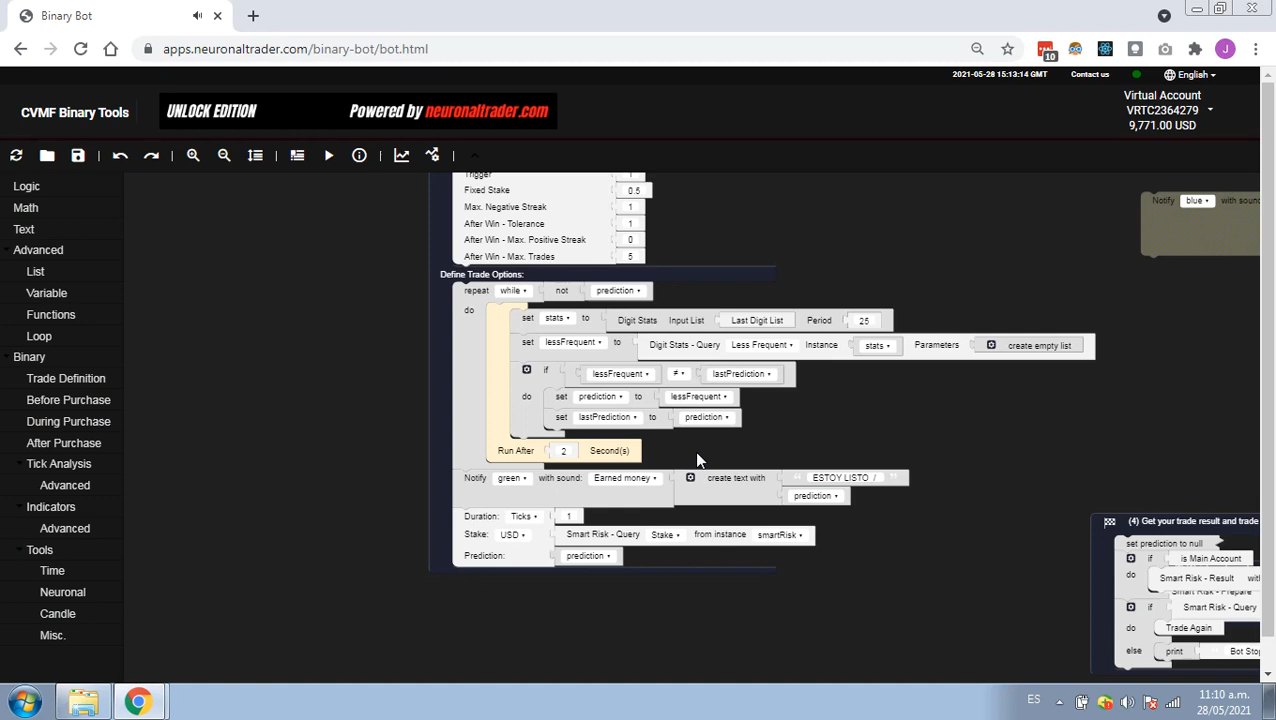 Binary Bot
apps.neuronaltrader.com/binary-bot/bot.html
10
J
2021-05-28 15:13:14 GMT
Contact us
English
CVMF Binary Tools
UNLOCK EDITION
Powered by neuronaltrader.com
Virtual Account
VRTC2364279
9,771.00 USD
Logic
Math
Text
Advanced
List
Variable
Functions
Loop
Binary
Trade Definition
Before Purchase
During Purchase
After Purchase
Tick Analysis
Advanced
Indicators
Advanced
Tools
Time
Neuronal
Candle
Misc.
Trigger 1
Fixed Stake 0.5
Max. Negative Streak 1
After Win - Tolerance 1
After Win - Max. Positive Streak 0
After Win - Max. Trades 5
Define Trade Options:
repeat while not prediction
do
set stats to Digit Stats Input List Last Digit List Period 25
set lessFrequent to Digit Stats - Query Less Frequent Instance stats Parameters create empty list
if lessFrequent ≠ lastPrediction
do set prediction to lessFrequent
set lastPrediction to prediction
Run After 2 Second(s)
Notify green with sound: Earned money create text with “ ESTOY LISTO / ”
prediction
Duration: Ticks 1
Stake: USD Smart Risk - Query Stake from instance smartRisk
Prediction: prediction
Notify blue with sound
(4) Get your trade result and trade
set prediction to null
if is Main Account
do Smart Risk - Result
Smart Risk - Prepare
if Smart Risk - Query
do Trade Again
else print “ Bot Stop
ES
11:10 a.m.
28/05/2021